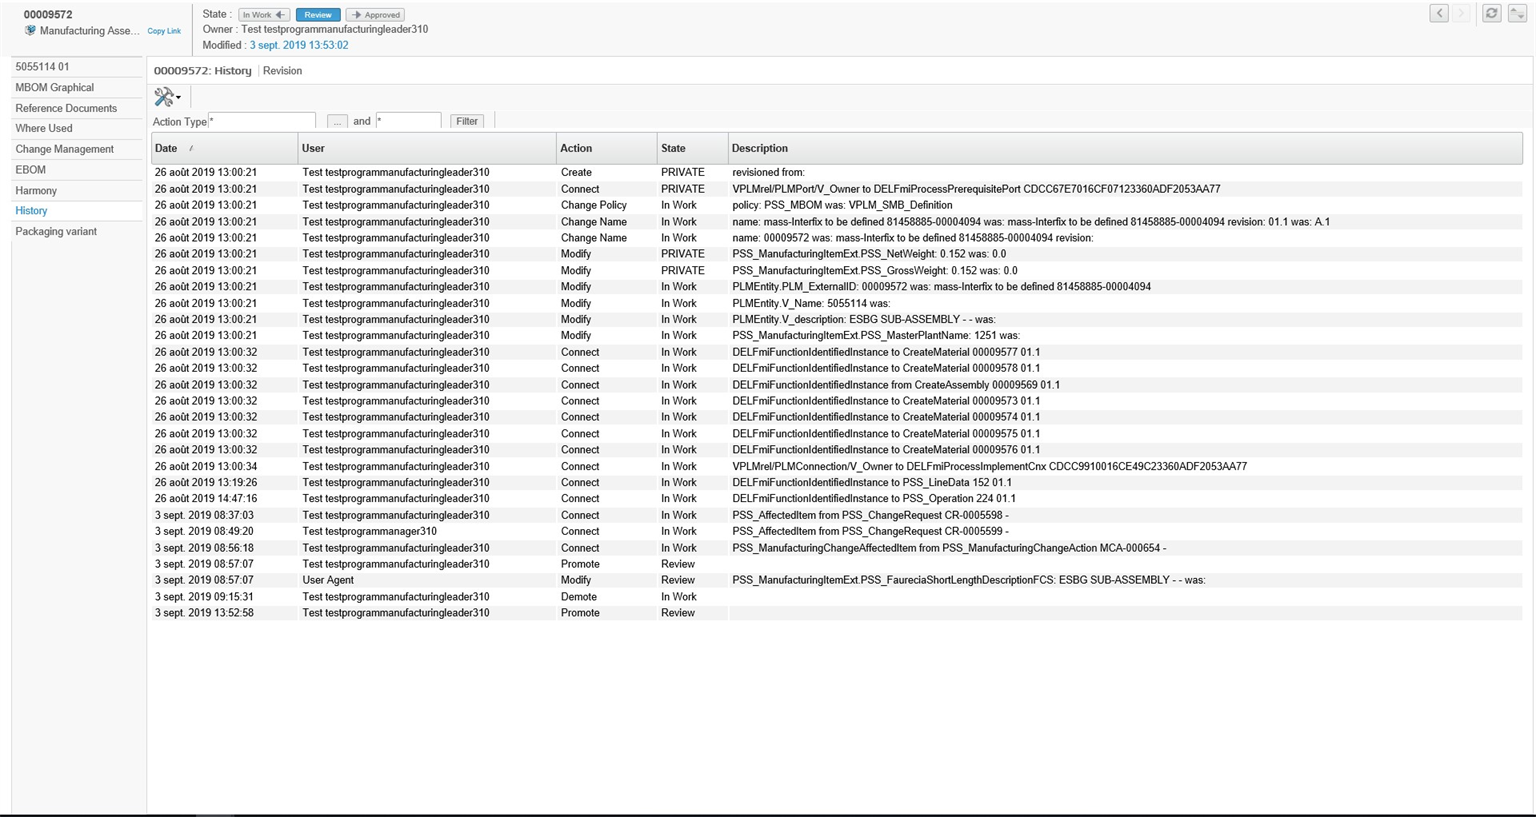 00009572
Manufacturing Asse... Copy Link
State : In Work Review Approved
Owner : Test testprogrammanufacturingleader310
Modified : 3 sept. 2019 13:53:02
5055114 01
MBOM Graphical
Reference Documents
Where Used
Change Management
EBOM
Harmony
History
Packaging variant
00009572: History Revision
Action Type * ... and * Filter
Date User Action State Description
26 août 2019 13:00:21 Test testprogrammanufacturingleader310 Create PRIVATE revisioned from:
26 août 2019 13:00:21 Test testprogrammanufacturingleader310 Connect PRIVATE VPLMrel/PLMPort/V_Owner to DELFmiProcessPrerequisitePort CDCC67E7016CF07123360ADF2053AA77
26 août 2019 13:00:21 Test testprogrammanufacturingleader310 Change Policy In Work policy: PSS_MBOM was: VPLM_SMB_Definition
26 août 2019 13:00:21 Test testprogrammanufacturingleader310 Change Name In Work name: mass-Interfix to be defined 81458885-00004094 was: mass-Interfix to be defined 81458885-00004094 revision: 01.1 was: A.1
26 août 2019 13:00:21 Test testprogrammanufacturingleader310 Change Name In Work name: 00009572 was: mass-Interfix to be defined 81458885-00004094 revision:
26 août 2019 13:00:21 Test testprogrammanufacturingleader310 Modify PRIVATE PSS_ManufacturingItemExt.PSS_NetWeight: 0.152 was: 0.0
26 août 2019 13:00:21 Test testprogrammanufacturingleader310 Modify PRIVATE PSS_ManufacturingItemExt.PSS_GrossWeight: 0.152 was: 0.0
26 août 2019 13:00:21 Test testprogrammanufacturingleader310 Modify In Work PLMEntity.PLM_ExternalID: 00009572 was: mass-Interfix to be defined 81458885-00004094
26 août 2019 13:00:21 Test testprogrammanufacturingleader310 Modify In Work PLMEntity.V_Name: 5055114 was:
26 août 2019 13:00:21 Test testprogrammanufacturingleader310 Modify In Work PLMEntity.V_description: ESBG SUB-ASSEMBLY - - was:
26 août 2019 13:00:21 Test testprogrammanufacturingleader310 Modify In Work PSS_ManufacturingItemExt.PSS_MasterPlantName: 1251 was:
26 août 2019 13:00:32 Test testprogrammanufacturingleader310 Connect In Work DELFmiFunctionIdentifiedInstance to CreateMaterial 00009577 01.1
26 août 2019 13:00:32 Test testprogrammanufacturingleader310 Connect In Work DELFmiFunctionIdentifiedInstance to CreateMaterial 00009578 01.1
26 août 2019 13:00:32 Test testprogrammanufacturingleader310 Connect In Work DELFmiFunctionIdentifiedInstance from CreateAssembly 00009569 01.1
26 août 2019 13:00:32 Test testprogrammanufacturingleader310 Connect In Work DELFmiFunctionIdentifiedInstance to CreateMaterial 00009573 01.1
26 août 2019 13:00:32 Test testprogrammanufacturingleader310 Connect In Work DELFmiFunctionIdentifiedInstance to CreateMaterial 00009574 01.1
26 août 2019 13:00:32 Test testprogrammanufacturingleader310 Connect In Work DELFmiFunctionIdentifiedInstance to CreateMaterial 00009575 01.1
26 août 2019 13:00:32 Test testprogrammanufacturingleader310 Connect In Work DELFmiFunctionIdentifiedInstance to CreateMaterial 00009576 01.1
26 août 2019 13:00:34 Test testprogrammanufacturingleader310 Connect In Work VPLMrel/PLMConnection/V_Owner to DELFmiProcessImplementCnx CDCC9910016CE49C23360ADF2053AA77
26 août 2019 13:19:26 Test testprogrammanufacturingleader310 Connect In Work DELFmiFunctionIdentifiedInstance to PSS_LineData 152 01.1
26 août 2019 14:47:16 Test testprogrammanufacturingleader310 Connect In Work DELFmiFunctionIdentifiedInstance to PSS_Operation 224 01.1
3 sept. 2019 08:37:03 Test testprogrammanufacturingleader310 Connect In Work PSS_AffectedItem from PSS_ChangeRequest CR-0005598 -
3 sept. 2019 08:49:20 Test testprogrammanager310 Connect In Work PSS_AffectedItem from PSS_ChangeRequest CR-0005599 -
3 sept. 2019 08:56:18 Test testprogrammanufacturingleader310 Connect In Work PSS_ManufacturingChangeAffectedItem from PSS_ManufacturingChangeAction MCA-000654 -
3 sept. 2019 08:57:07 Test testprogrammanufacturingleader310 Promote Review
3 sept. 2019 08:57:07 User Agent Modify Review PSS_ManufacturingItemExt.PSS_FaureciaShortLengthDescriptionFCS: ESBG SUB-ASSEMBLY - - was:
3 sept. 2019 09:15:31 Test testprogrammanufacturingleader310 Demote In Work
3 sept. 2019 13:52:58 Test testprogrammanufacturingleader310 Promote Review